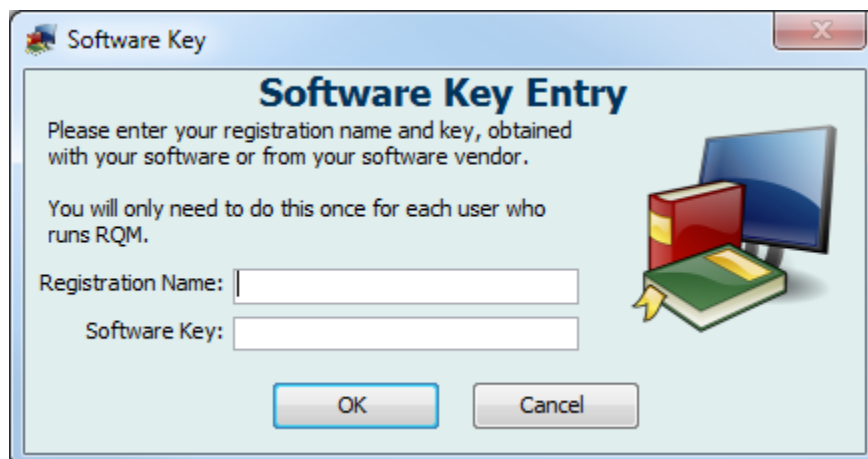 Software Key
Software Key Entry
Please enter your registration name and key, obtained
with your software or from your software vendor.
You will only need to do this once for each user who
runs RQM.
Registration Name:
Software Key:
OK
Cancel